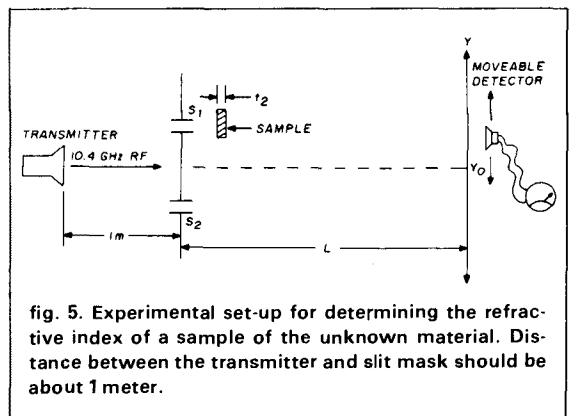 Y
MOVEABLE
DETECTOR
t2
S1
SAMPLE
TRANSMITTER
10.4 GHz RF
Y0
S2
1m
L
fig. 5. Experimental set-up for determining the refrac-
tive index of a sample of the unknown material. Dis-
tance between the transmitter and slit mask should be
about 1 meter.